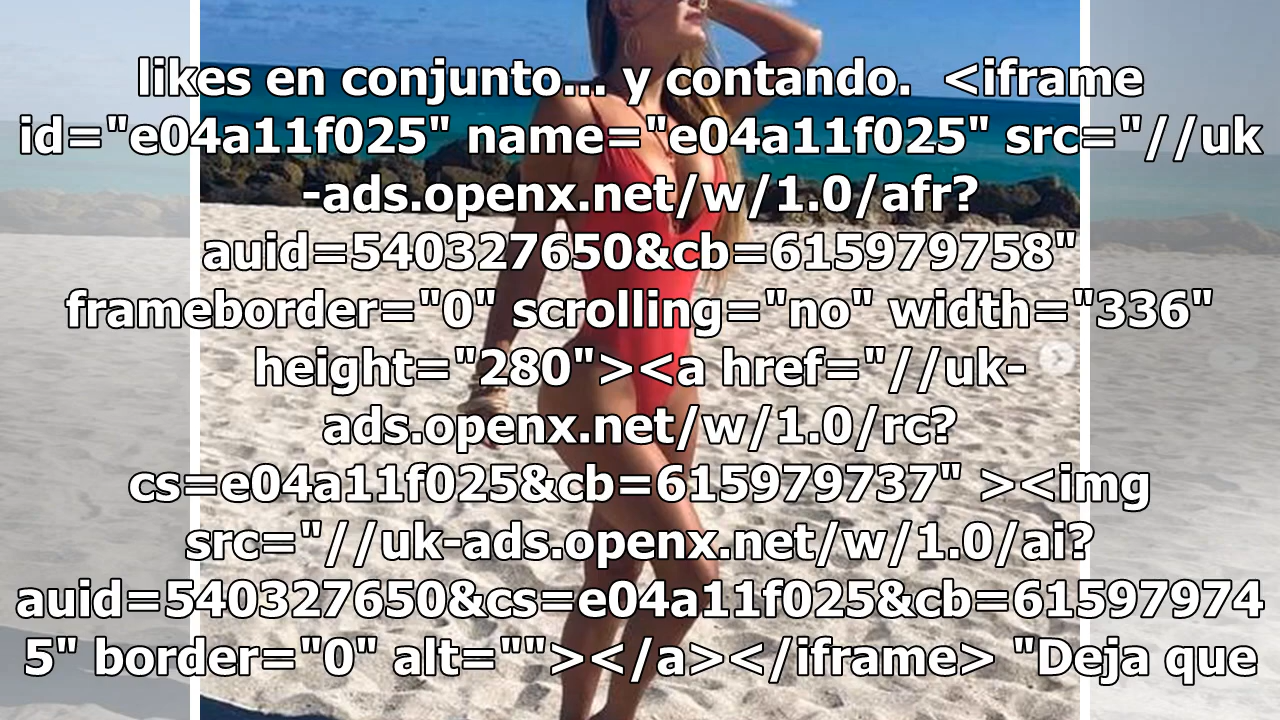 likes en conjunto... y contando. <iframe
id="e04a11f025" name="e04a11f025" src="//uk
-ads.openx.net/w/1.0/afr?
auid=540327650&cb=615979758"
frameborder="0" scrolling="no" width="336"
height="280"><a href="//uk-
ads.openx.net/w/1.0/rc?
cs=e04a11f025&cb=615979737" ><img
src="//uk-ads.openx.net/w/1.0/ai?
auid=540327650&cs=e04a11f025&cb=61597974
5" border="0" alt=""></a></iframe> "Deja que